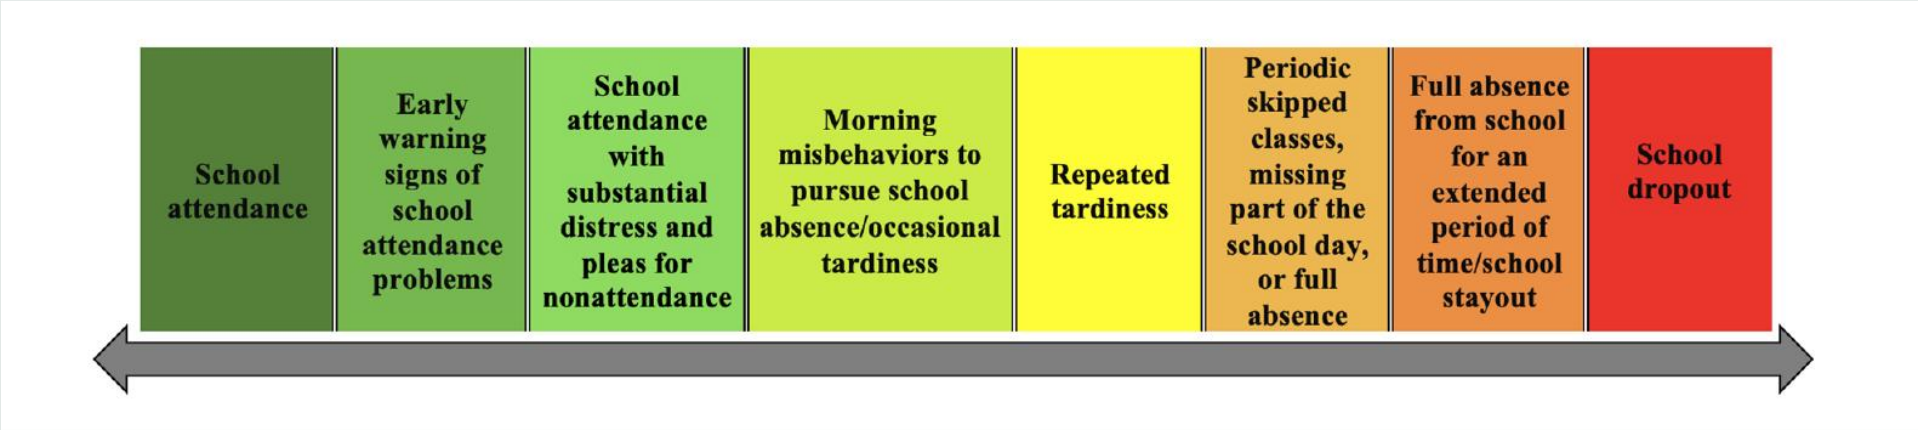 School
attendance
Early
warning
signs of
school
attendance
problems
School
attendance
with
substantial
distress and
pleas for
nonattendance
Morning
misbehaviors to
pursue school
absence/occasional
tardiness
Repeated
tardiness
Periodic
skipped
classes,
missing
part of the
school day,
or full
absence
Full absence
from school
for an
extended
period of
time/school
stayout
School
dropout